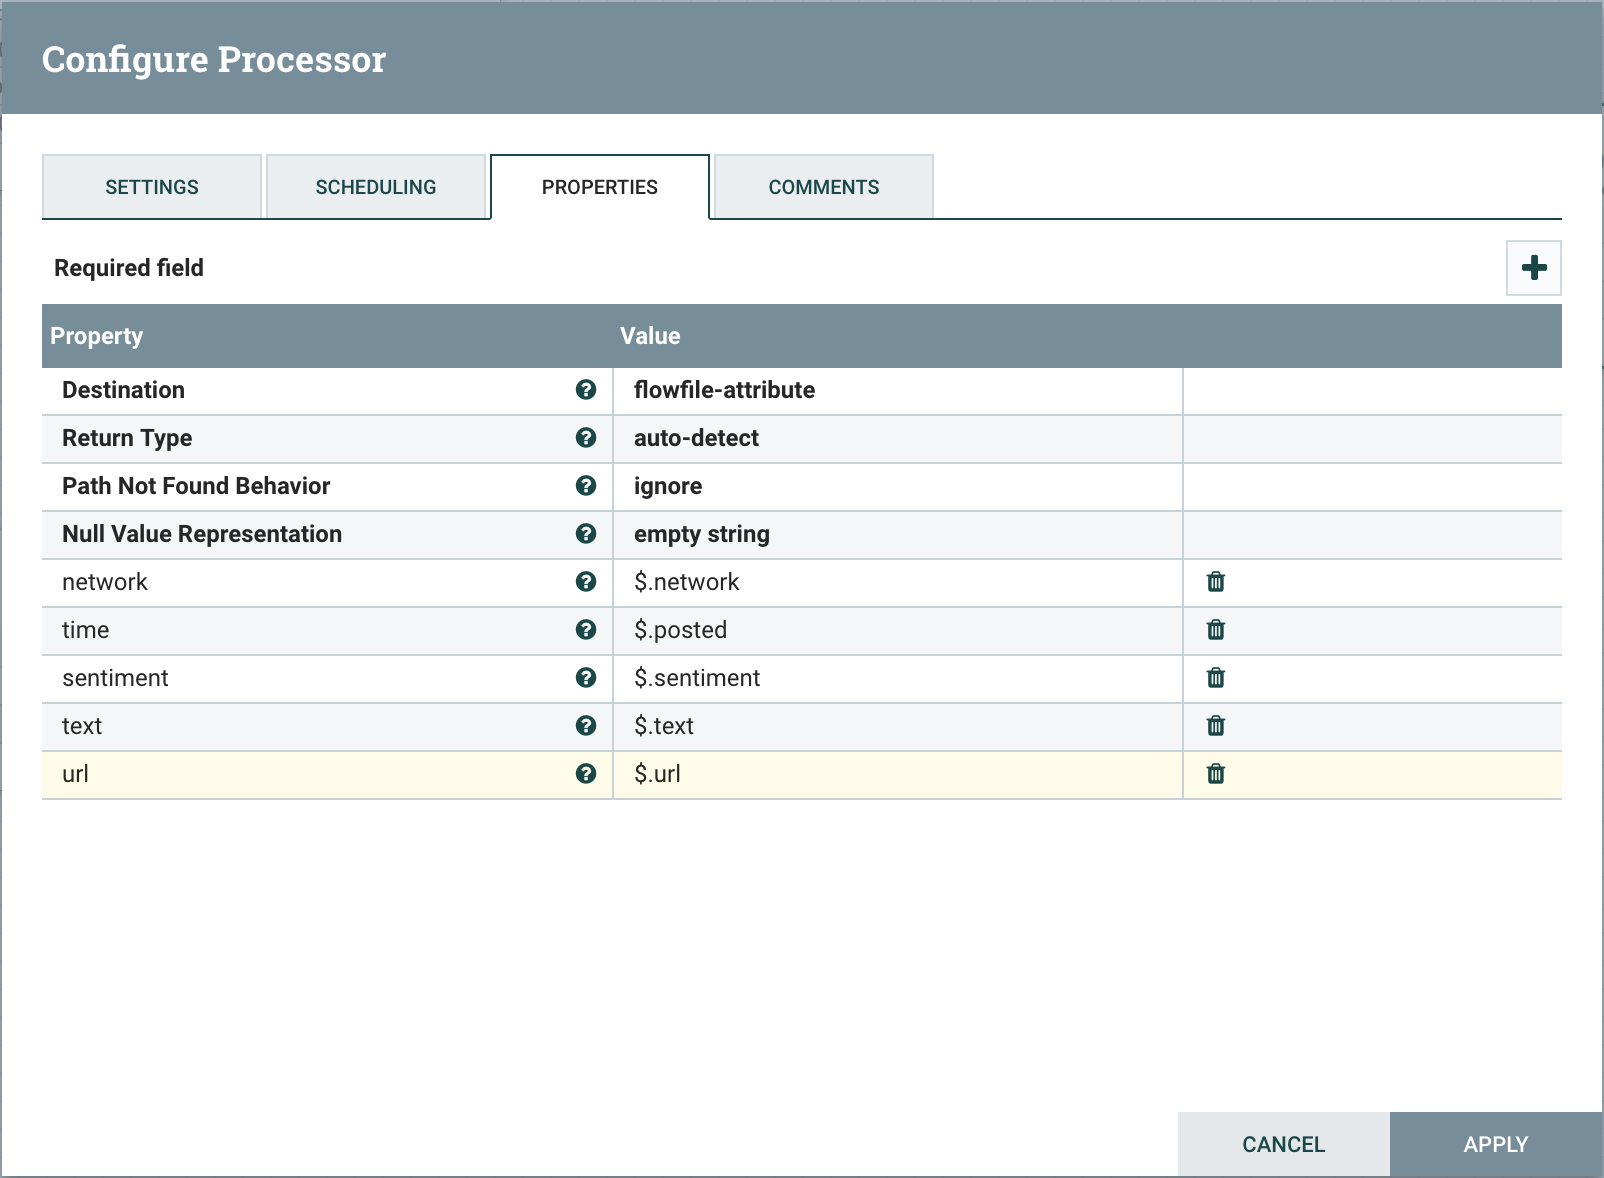 Configure Processor
SETTINGS SCHEDULING PROPERTIES COMMENTS
Required field
Property Value
Destination flowfile-attribute
Return Type auto-detect
Path Not Found Behavior ignore
Null Value Representation empty string
network $.network
time $.posted
sentiment $.sentiment
text $.text
url $.url
CANCEL APPLY